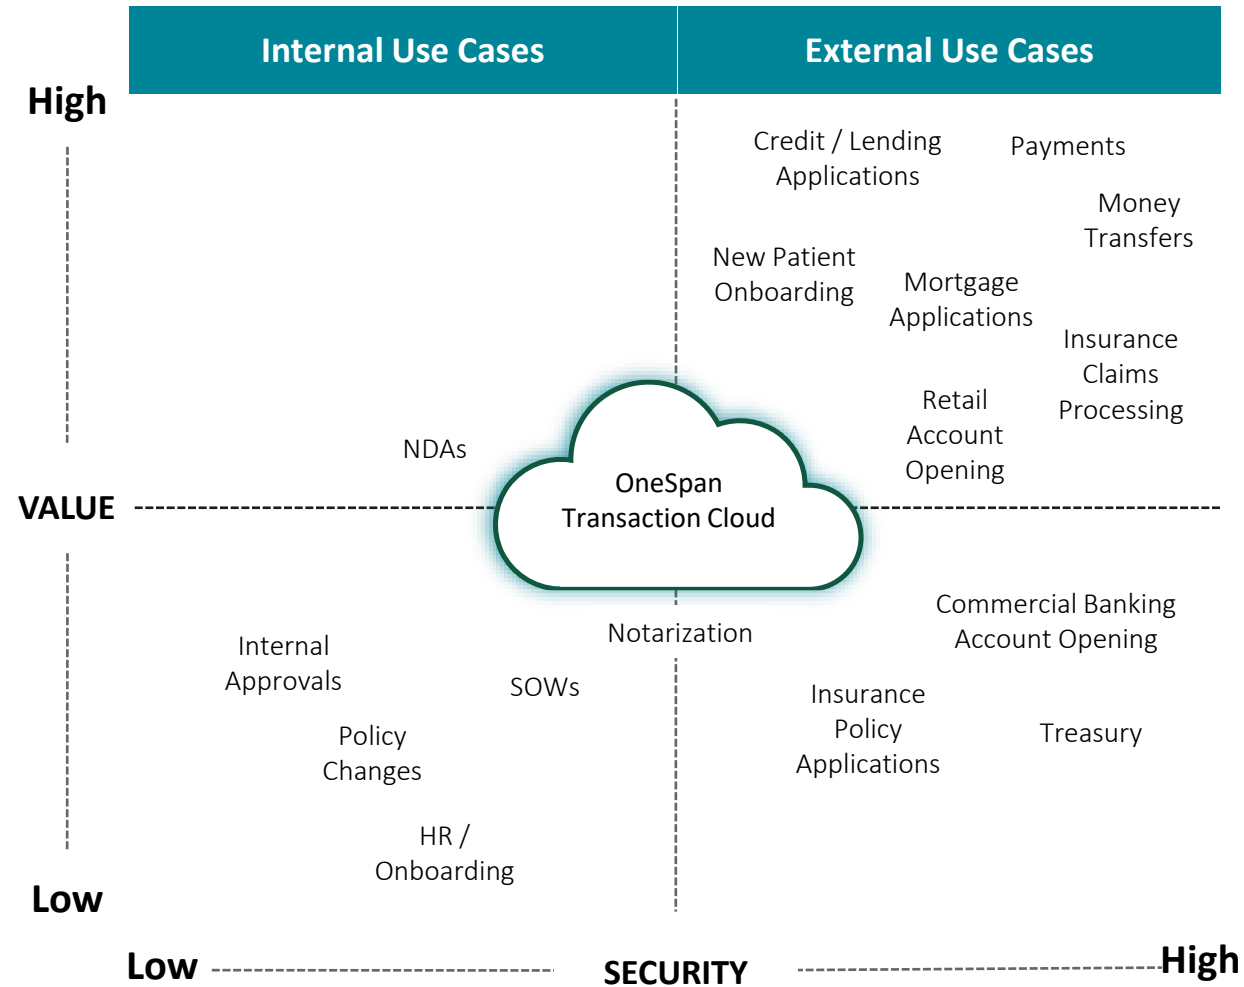 Internal Use Cases
External Use Cases
High
Credit / Lending
Applications
Payments
Money
Transfers
New Patient
Onboarding
Mortgage
Applications
Insurance
Claims
Processing
Retail
Account
Opening
NDAs
OneSpan
Transaction Cloud
VALUE
Commercial Banking
Account Opening
Notarization
Internal
Approvals
SOWs
Insurance
Policy
Applications
Policy
Changes
Treasury
HR /
Onboarding
Low
Low
SECURITY
High